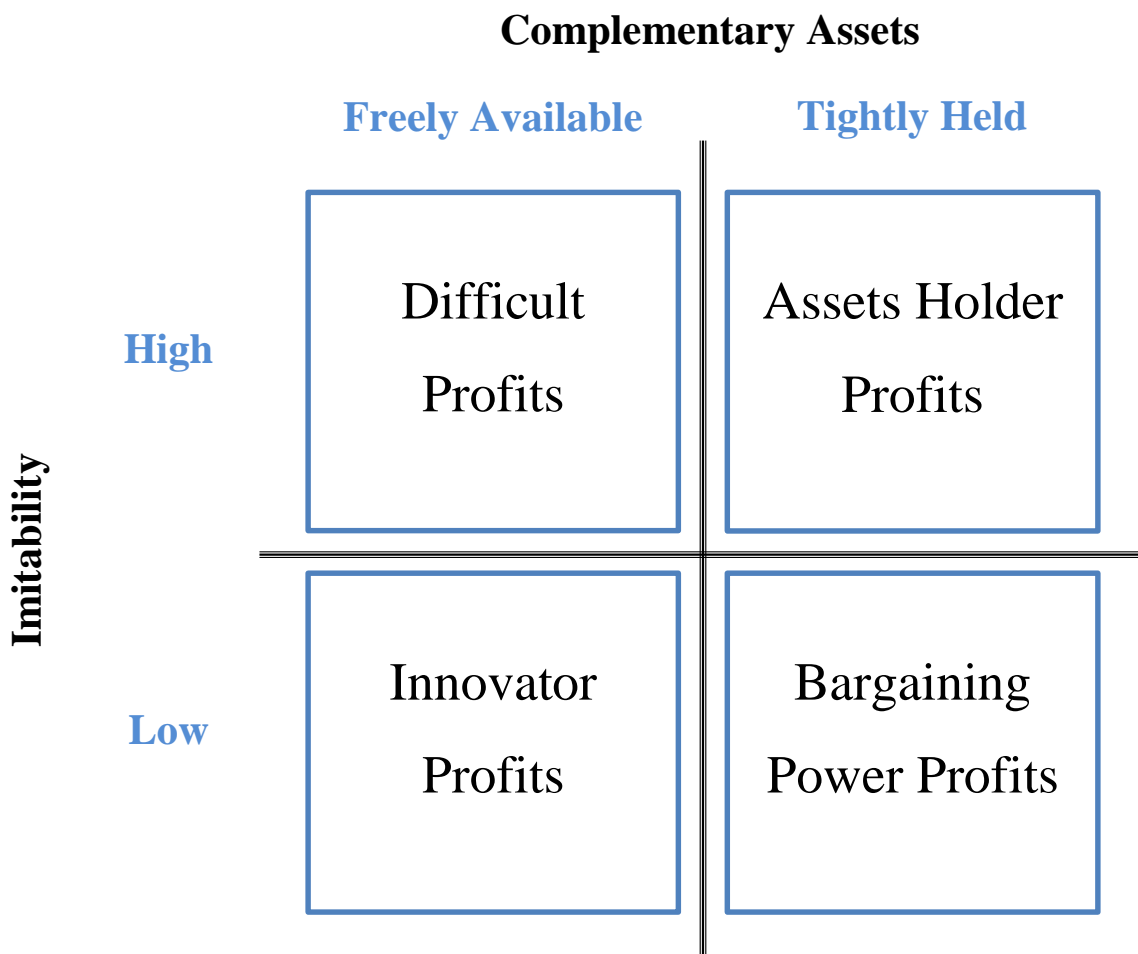 Complementary Assets
Freely Available
Tightly Held
Imitability
High
Difficult
Profits
Assets Holder
Profits
Low
Innovator
Profits
Bargaining
Power Profits